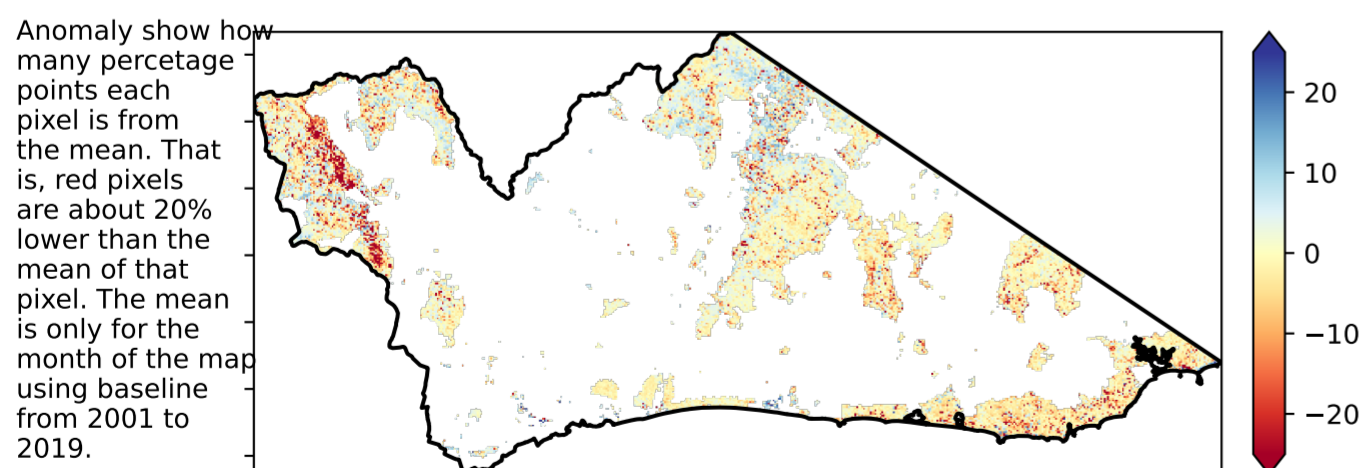 Anomaly show how
many percetage
points each
pixel is from
the mean. That
is, red pixels
are about 20%
lower than the
mean of that
pixel. The mean
is only for the
month of the map
using baseline
from 2001 to
2019.
20
10
0
−10
−20